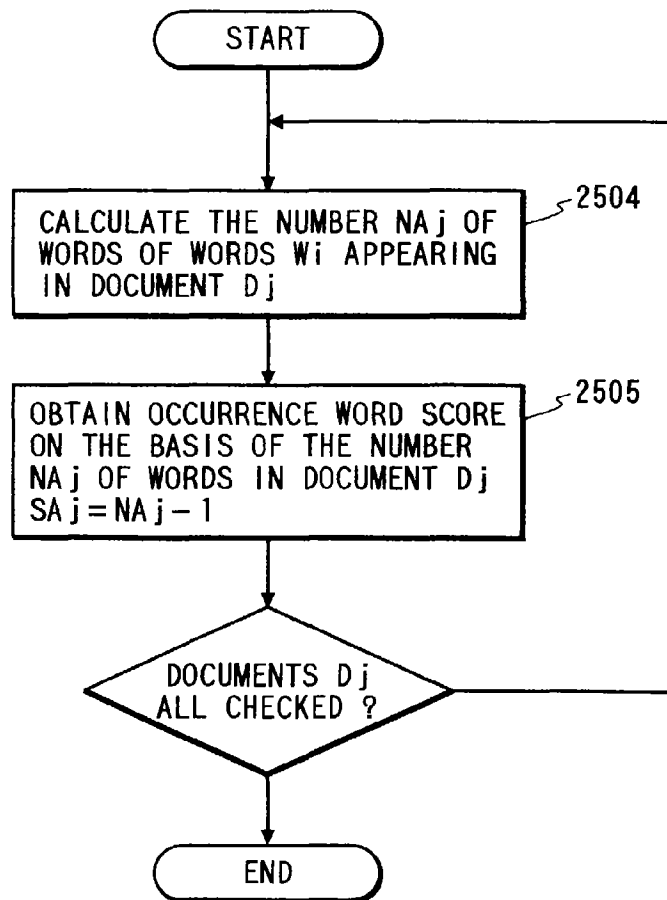 START
CALCULATE THE NUMBER NAj OF
WORDS OF WORDS Wi APPEARING
IN DOCUMENT Dj
2504
OBTAIN OCCURRENCE WORD SCORE
ON THE BASIS OF THE NUMBER
NAj OF WORDS IN DOCUMENT Dj
SAj=NAj-1
2505
DOCUMENTS Dj
ALL CHECKED ?
END